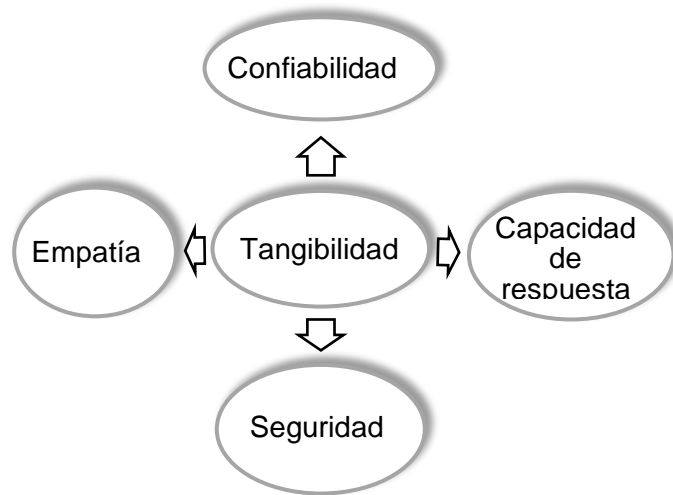 Confiabilidad
Empatía
Tangibilidad
Capacidad
de
respuesta
Seguridad